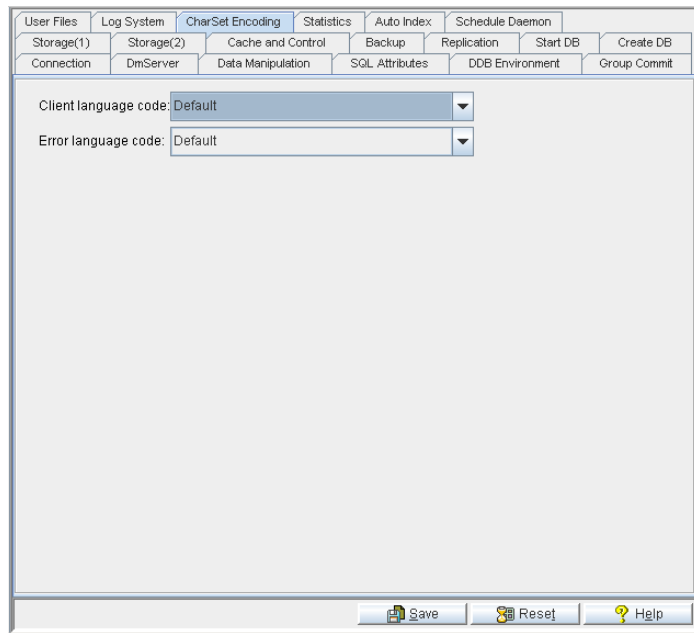 User Files Log System CharSet Encoding Statistics Auto Index Schedule Daemon
Storage(1) Storage(2) Cache and Control Backup Replication Start DB Create DB
Connection DmServer Data Manipulation SQL Attributes DDB Environment Group Commit
Client language code: Default
Error language code: Default
Save Reset Help